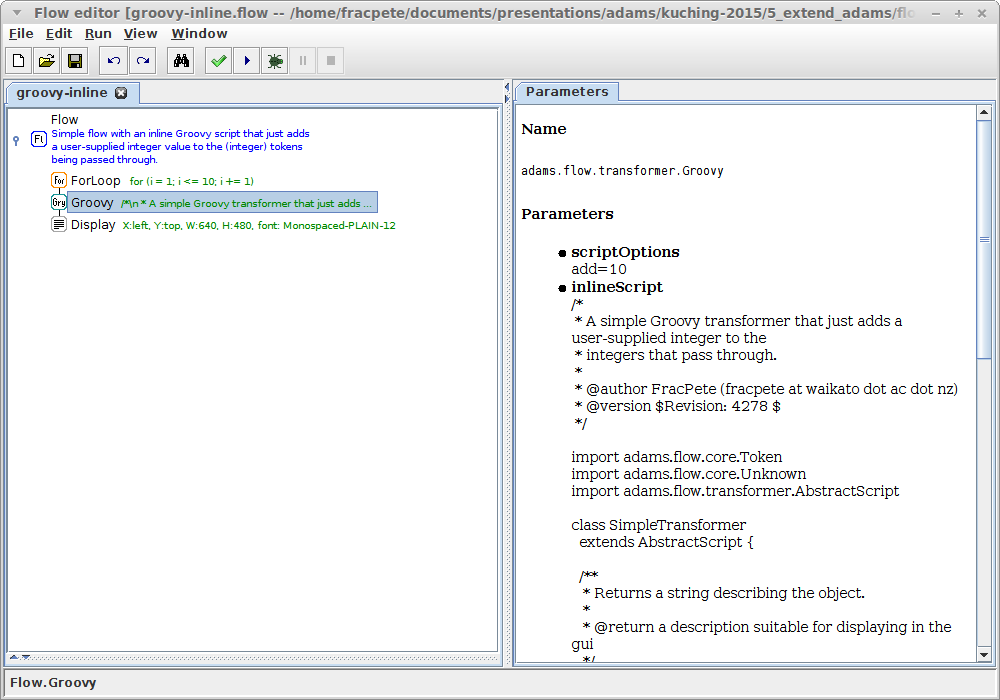 Flow editor [groovy-inline.flow -- /home/fracpete/documents/presentations/adams/kuching-2015/5_extend_adams/flo
File Edit Run View Window
groovy-inline
Flow
Fl
Simple flow with an inline Groovy script that just adds
a user-supplied integer value to the (integer) tokens
being passed through.
For ForLoop for (i = 1; i <= 10; i += 1)
Gry Groovy /*\n * A simple Groovy transformer that just adds ...
Display X:left, Y:top, W:640, H:480, font: Monospaced-PLAIN-12
Parameters
Name
adams.flow.transformer.Groovy
Parameters
● scriptOptions
add=10
● inlineScript
/*
* A simple Groovy transformer that just adds a
user-supplied integer to the
* integers that pass through.
*
* @author FracPete (fracpete at waikato dot ac dot nz)
* @version $Revision: 4278 $
*/
import adams.flow.core.Token
import adams.flow.core.Unknown
import adams.flow.transformer.AbstractScript
class SimpleTransformer
extends AbstractScript {
/**
* Returns a string describing the object.
*
* @return a description suitable for displaying in the
gui
*/
Flow.Groovy